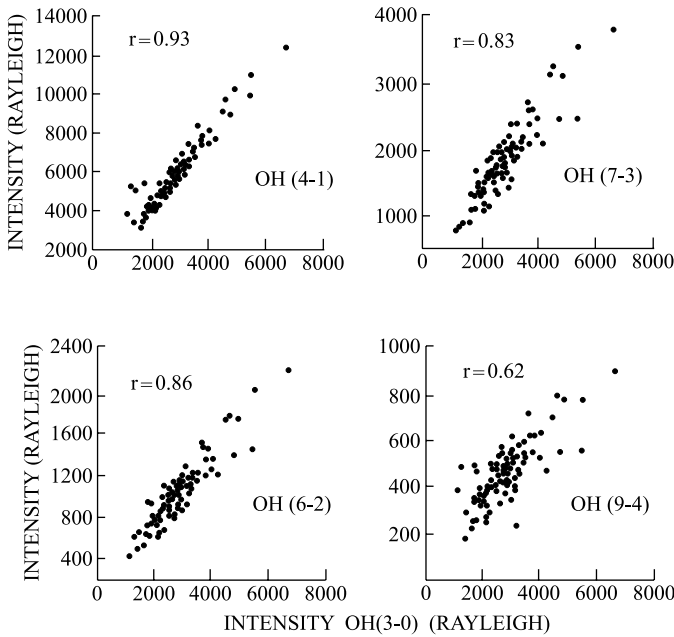 14000
12000
10000
8000
6000
4000
2000
INTENSITY (RAYLEIGH)
r=0.93
OH (4-1)
0 2000 4000 6000 8000
4000
3000
2000
1000
r=0.83
OH (7-3)
0 2000 4000 6000 8000
2400
2000
1600
1200
800
400
INTENSITY (RAYLEIGH)
r=0.86
OH (6-2)
0 2000 4000 6000 8000
1000
800
600
400
200
r=0.62
OH (9-4)
0 2000 4000 6000 8000
INTENSITY OH(3-0) (RAYLEIGH)